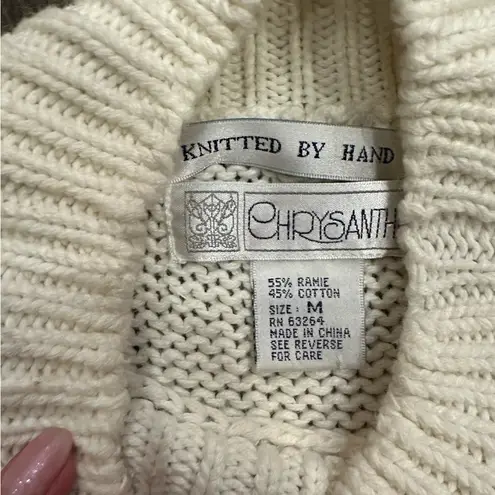 KNITTED BY HAND
CHRYSANTH
55% RAMIE
45% COTTON
SIZE: M
RN 63264
MADE IN CHINA
SEE REVERSE
FOR CARE